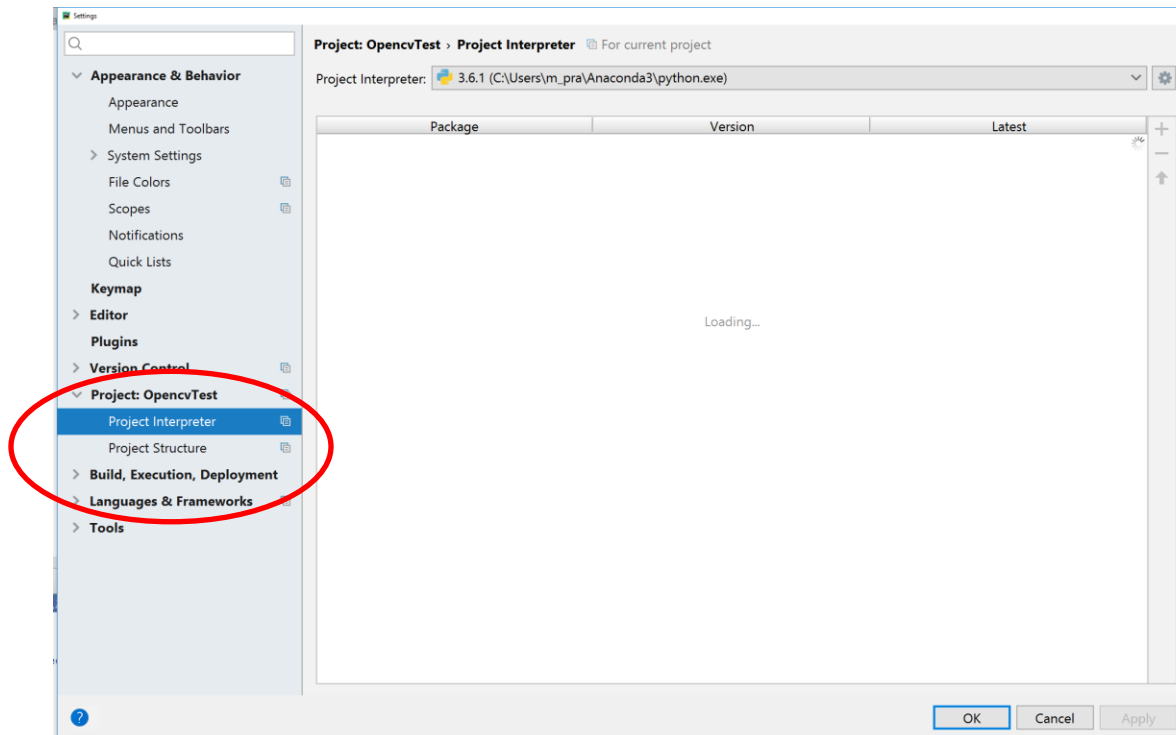 Settings
Project: OpencvTest › Project Interpreter For current project
Project Interpreter: 3.6.1 (C:\Users\m_pra\Anaconda3\python.exe)
Appearance & Behavior
Appearance
Menus and Toolbars
System Settings
File Colors
Scopes
Notifications
Quick Lists
Keymap
Editor
Plugins
Version Control
Project: OpencvTest
Project Interpreter
Project Structure
Build, Execution, Deployment
Languages & Frameworks
Tools
Package Version Latest
Loading...
? OK Cancel Apply